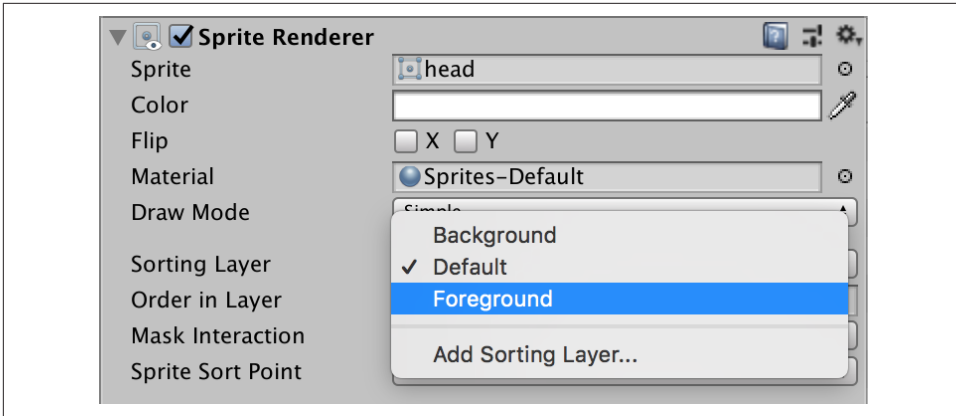 Sprite Renderer
Sprite head
Color
Flip X Y
Material Sprites-Default
Draw Mode Simple
Background
Sorting Layer ✓ Default
Order in Layer Foreground
Mask Interaction
Add Sorting Layer...
Sprite Sort Point